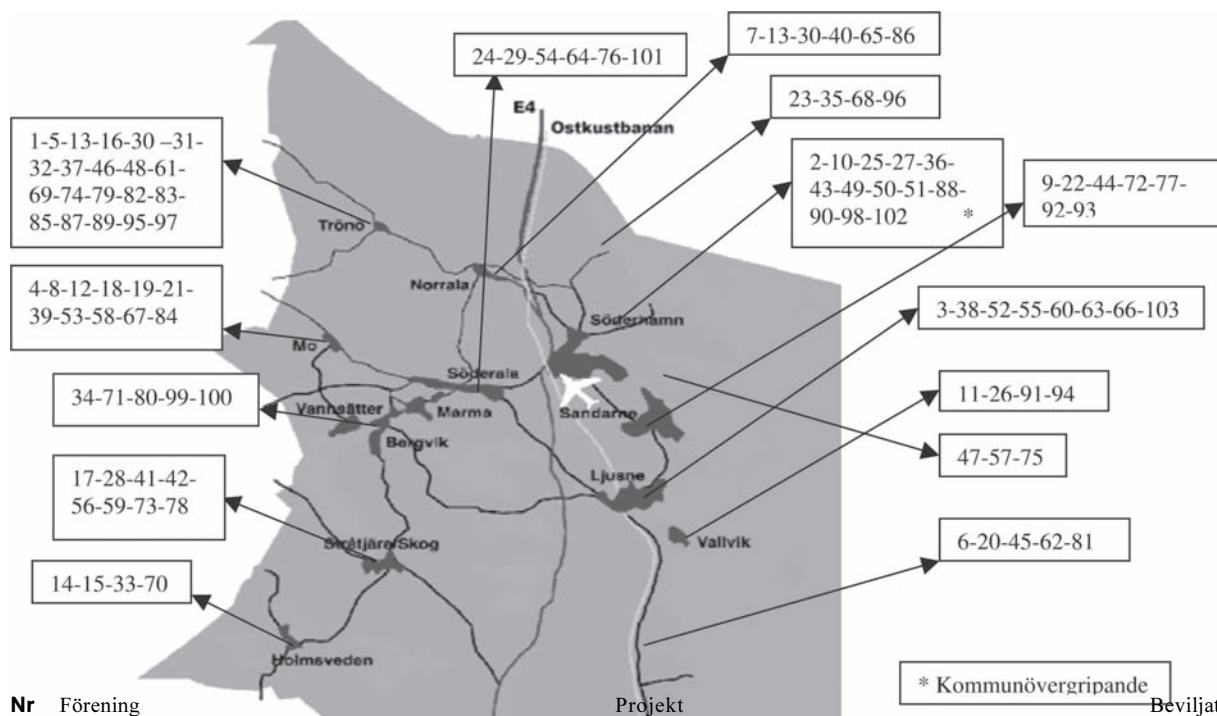 7-13-30-40-65-86
24-29-54-64-76-101
E4
Ostkustbanan
23-35-68-96
1-5-13-16-30 –31-
32-37-46-48-61-
69-74-79-82-83-
85-87-89-95-97
2-10-25-27-36-
43-49-50-51-88-
90-98-102 *
9-22-44-72-77-
92-93
Trönö
Norrala
4-8-12-18-19-21-
39-53-58-67-84
3-38-52-55-60-63-66-103
Söderhamn
Mo
Söderala
34-71-80-99-100
Vannsätter
Marma
Sandarne
11-26-91-94
Bergvik
47-57-75
Ljusne
17-28-41-42-
56-59-73-78
Vallvik
6-20-45-62-81
Stråtjära/Skog
14-15-33-70
Holmsveden
* Kommunövergripande
Nr Förening Projekt Beviljat